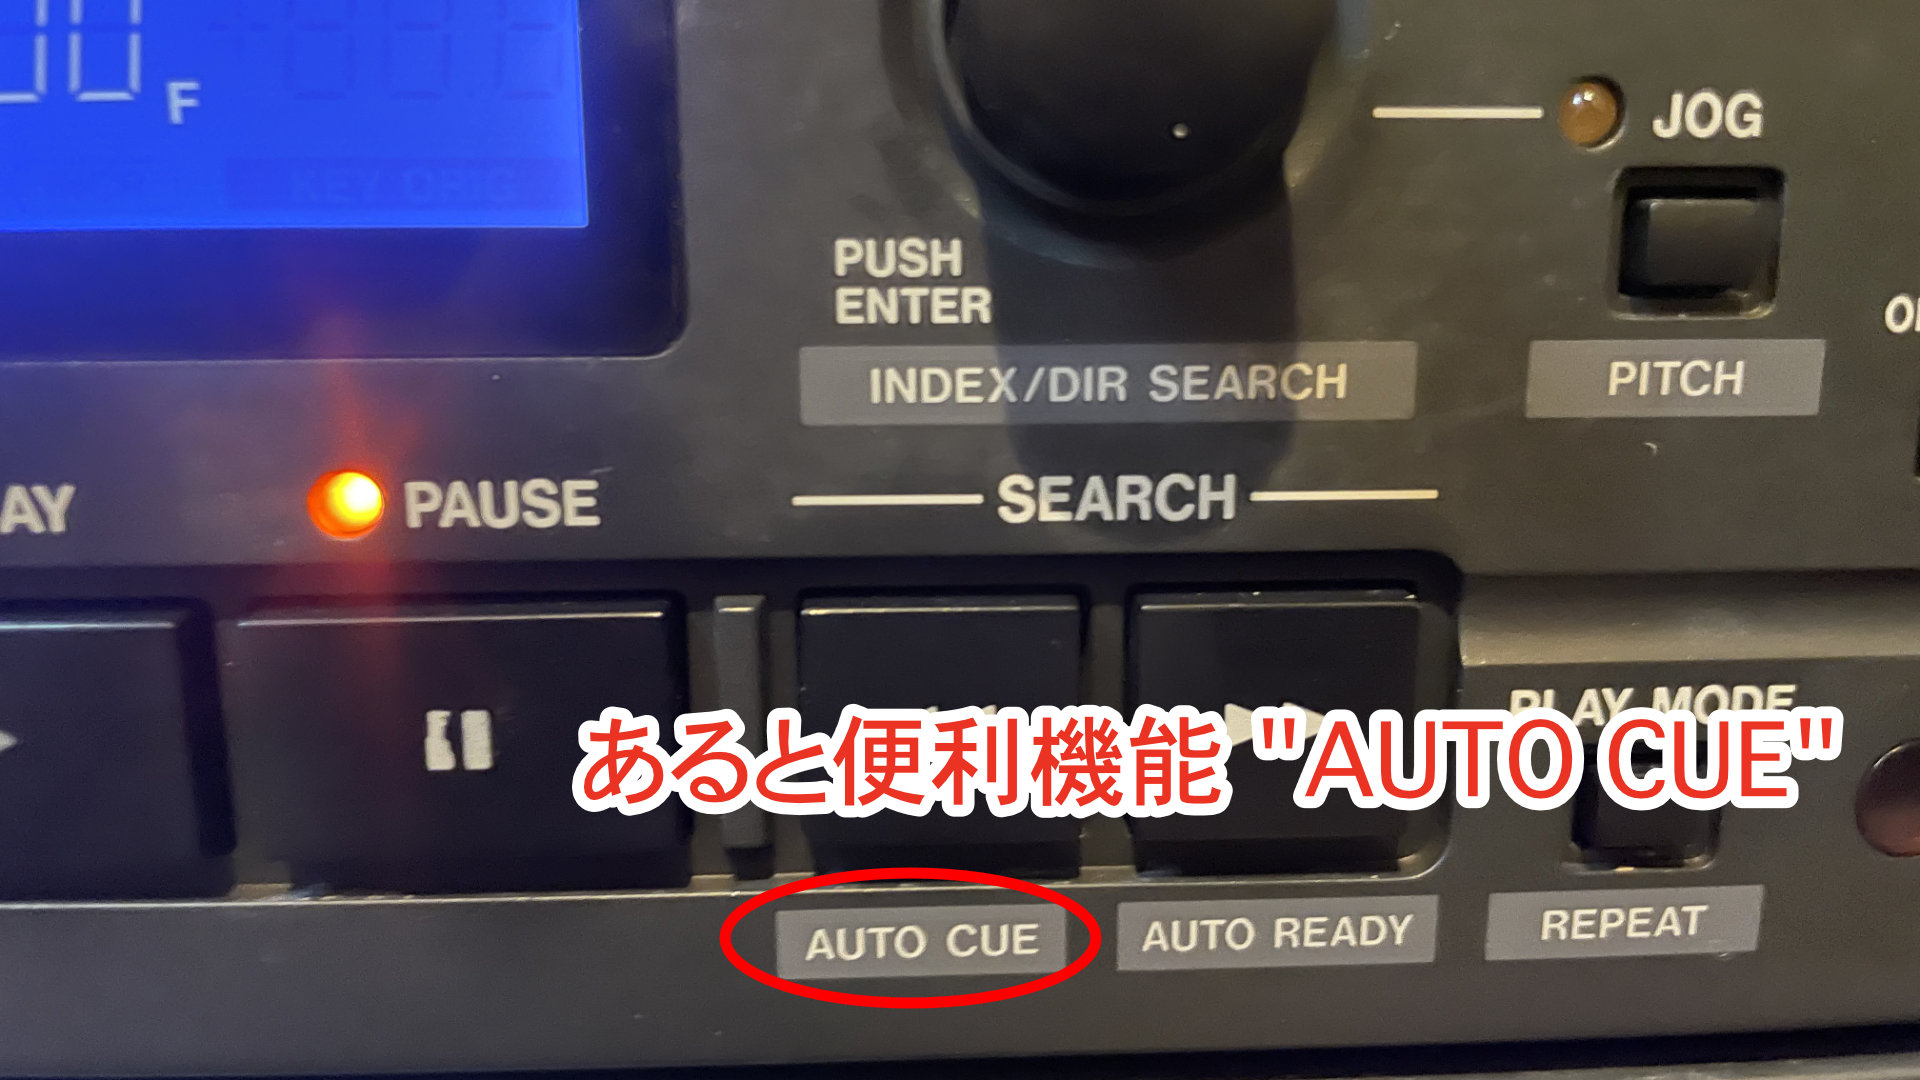 F
JOG
PUSH
ENTER
INDEX/DIR SEARCH
PITCH
PAUSE
SEARCH
PLAY MODE
あると便利機能 "AUTO CUE"
AUTO CUE
AUTO READY
REPEAT